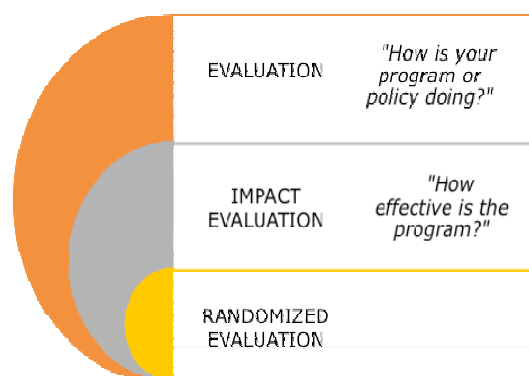 EVALUATION
"How is your
program or
policy doing?"
IMPACT
EVALUATION
"How
effective is the
program?"
RANDOMIZED
EVALUATION